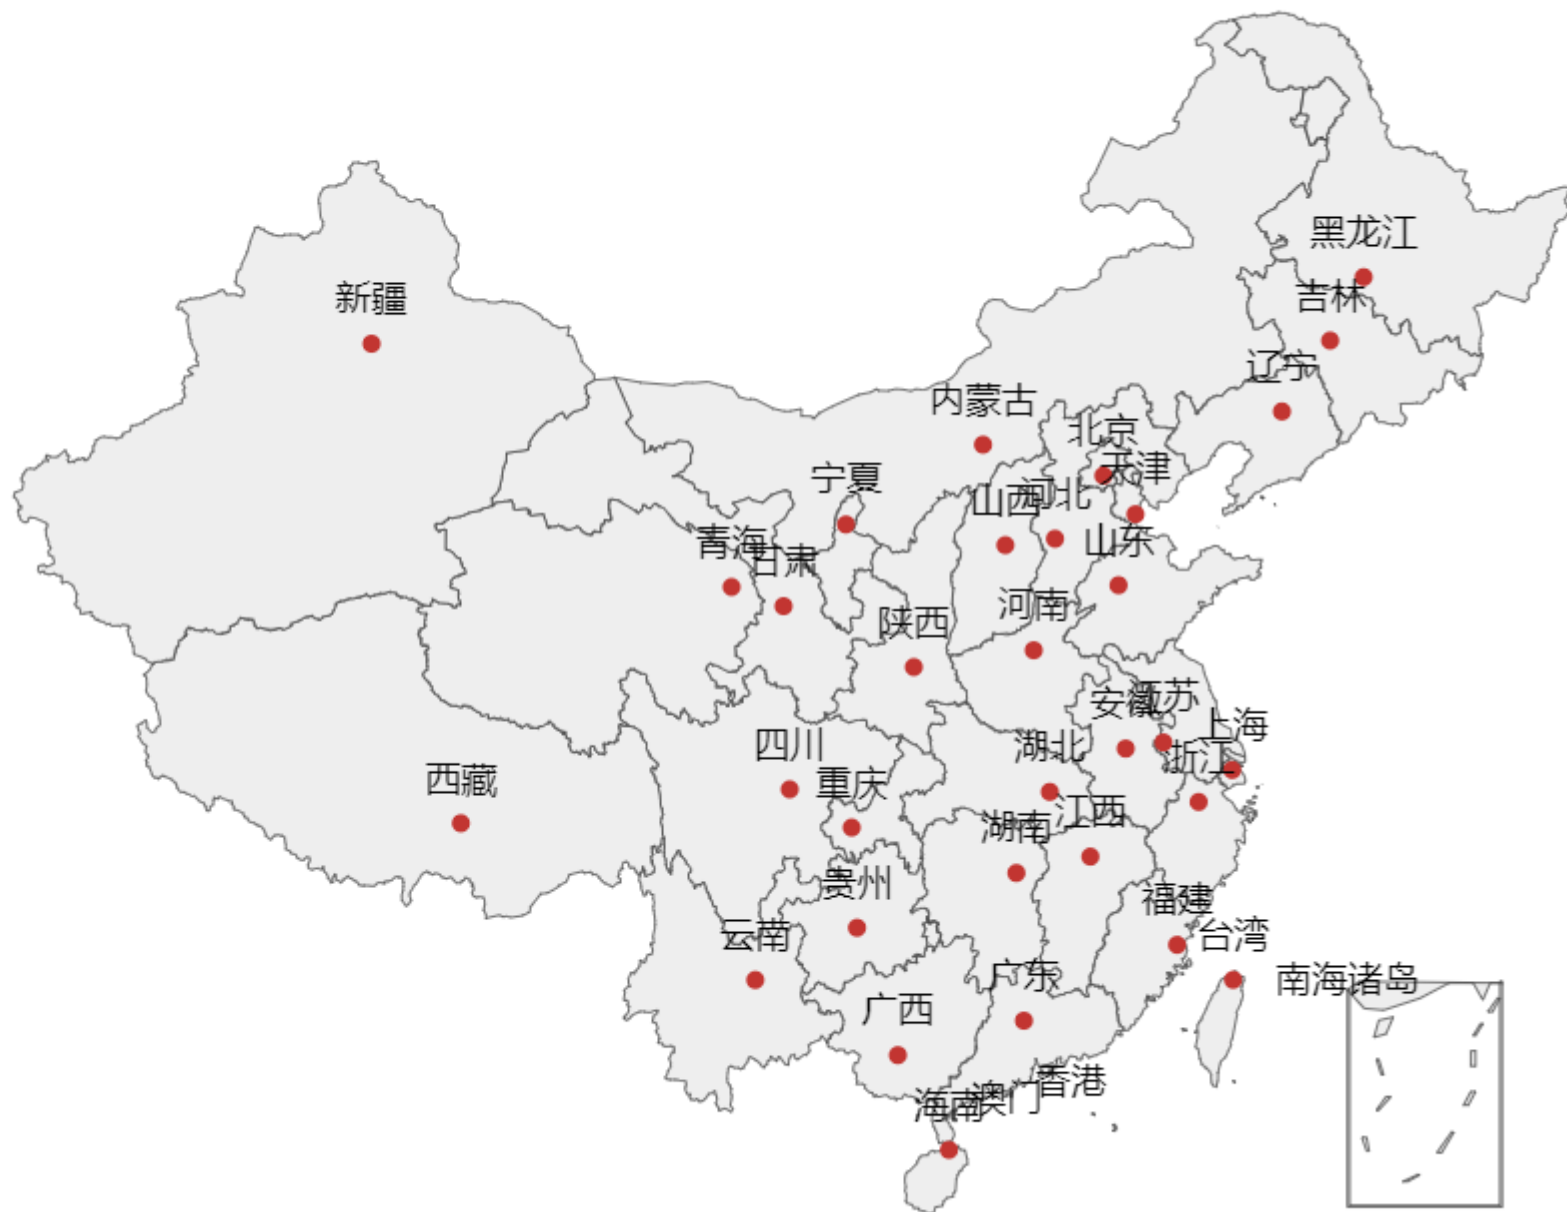 黑龙江
新疆
吉林
辽宁
内蒙古
北京
天津
宁夏
山西
河北
青海
甘肃
山东
河南
陕西
安徽
江苏
上海
四川
湖北
浙江
西藏
重庆
湖南
江西
贵州
福建
云南
台湾
广东
南海诸岛
广西
香港
海南
澳门